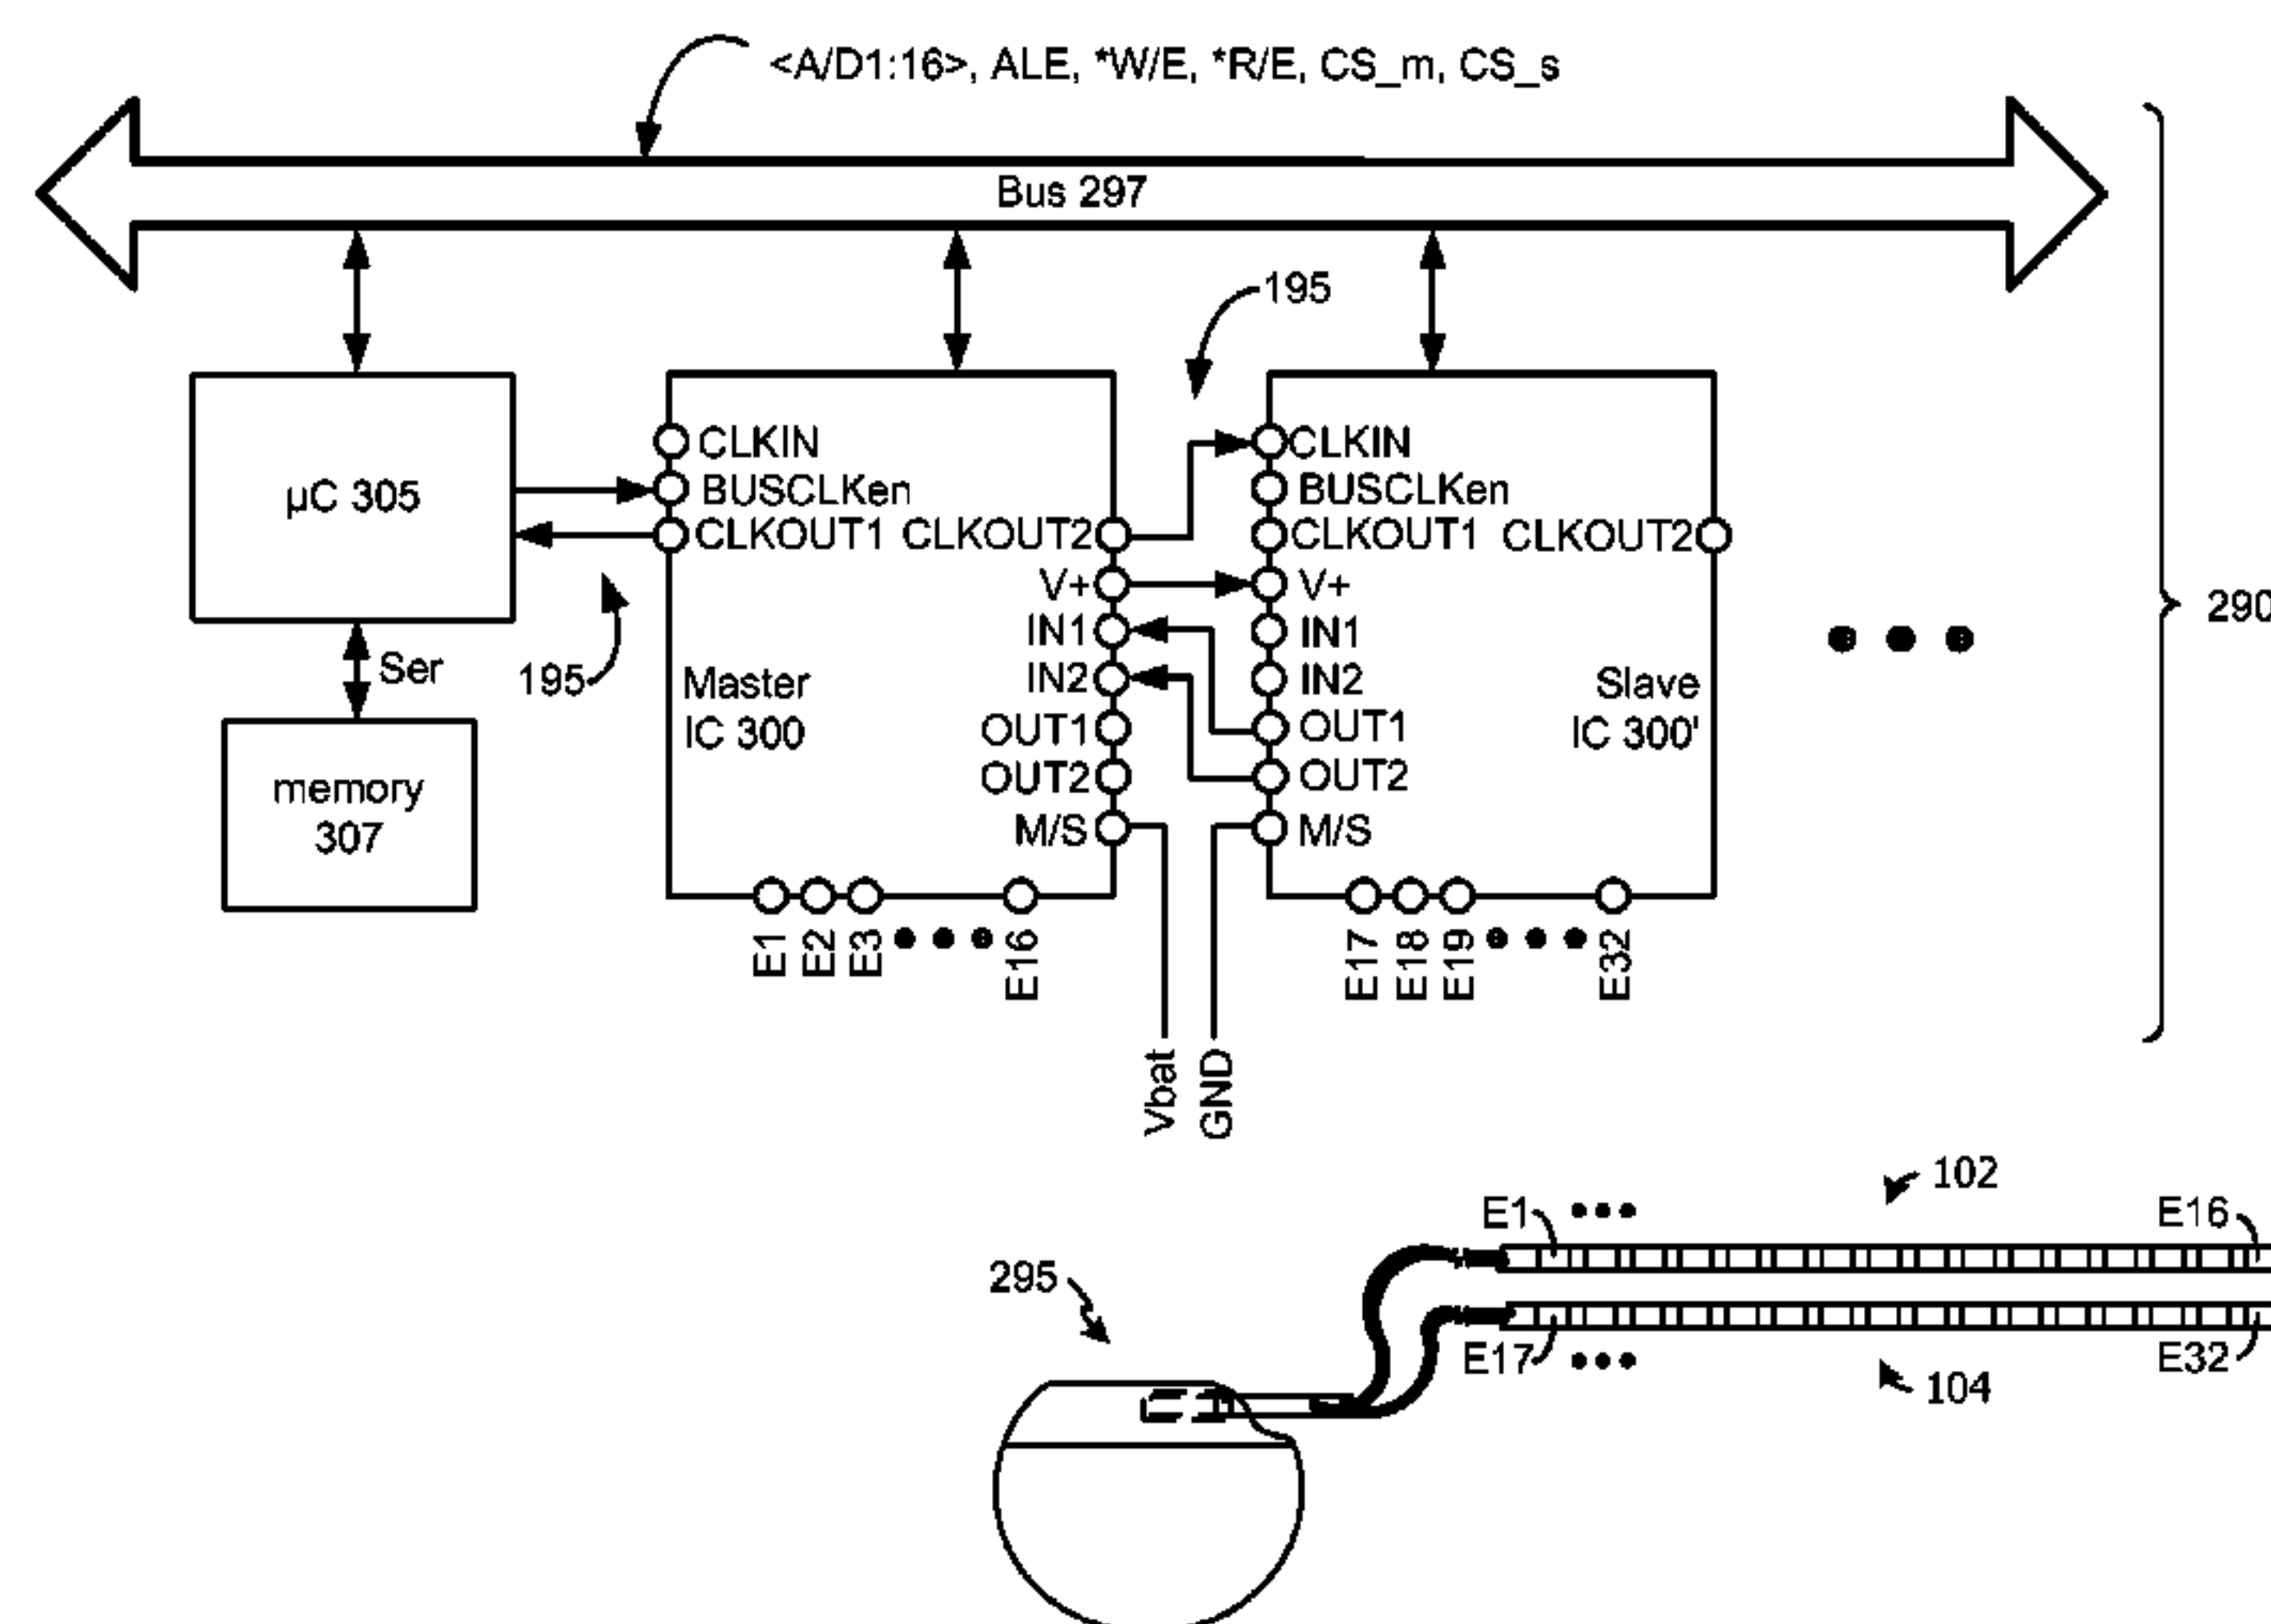 <A/D1:16>, ALE, *W/E, *R/E, CS_m, CS_s
Bus 297
195
µC 305
CLKIN
BUSCLKen
CLKOUT1 CLKOUT2
V+
IN1
IN2
OUT1
OUT2
M/S
Master
IC 300
195
Ser
memory
307
CLKIN
BUSCLKen
CLKOUT1 CLKOUT2
V+
IN1
IN2
OUT1
OUT2
M/S
Slave
IC 300'
290
E1
E2
E3
E16
E17
E18
E19
E32
Vbat
GND
102
E1
E16
295
E17
E32
104